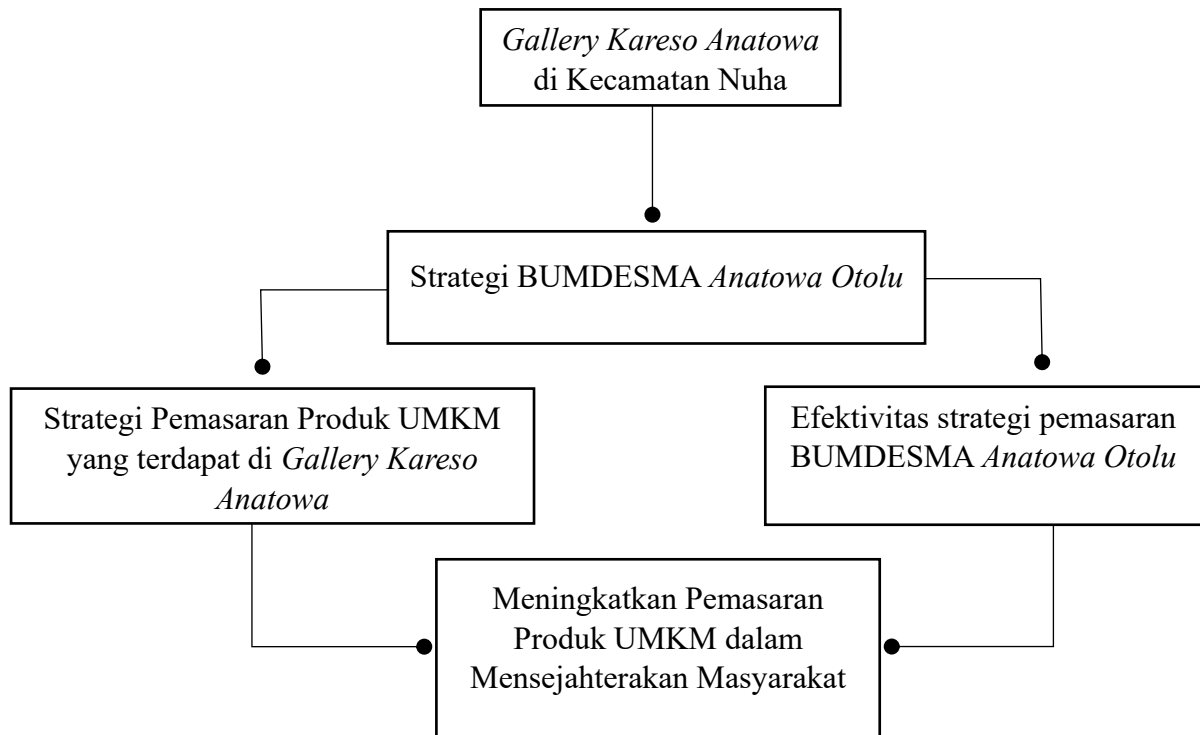 Gallery Kareso Anatowa
di Kecamatan Nuha
Strategi BUMDESMA Anatowa Otolu
Strategi Pemasaran Produk UMKM
yang terdapat di Gallery Kareso
Anatowa
Efektivitas strategi pemasaran
BUMDESMA Anatowa Otolu
Meningkatkan Pemasaran
Produk UMKM dalam
Mensejahterakan Masyarakat